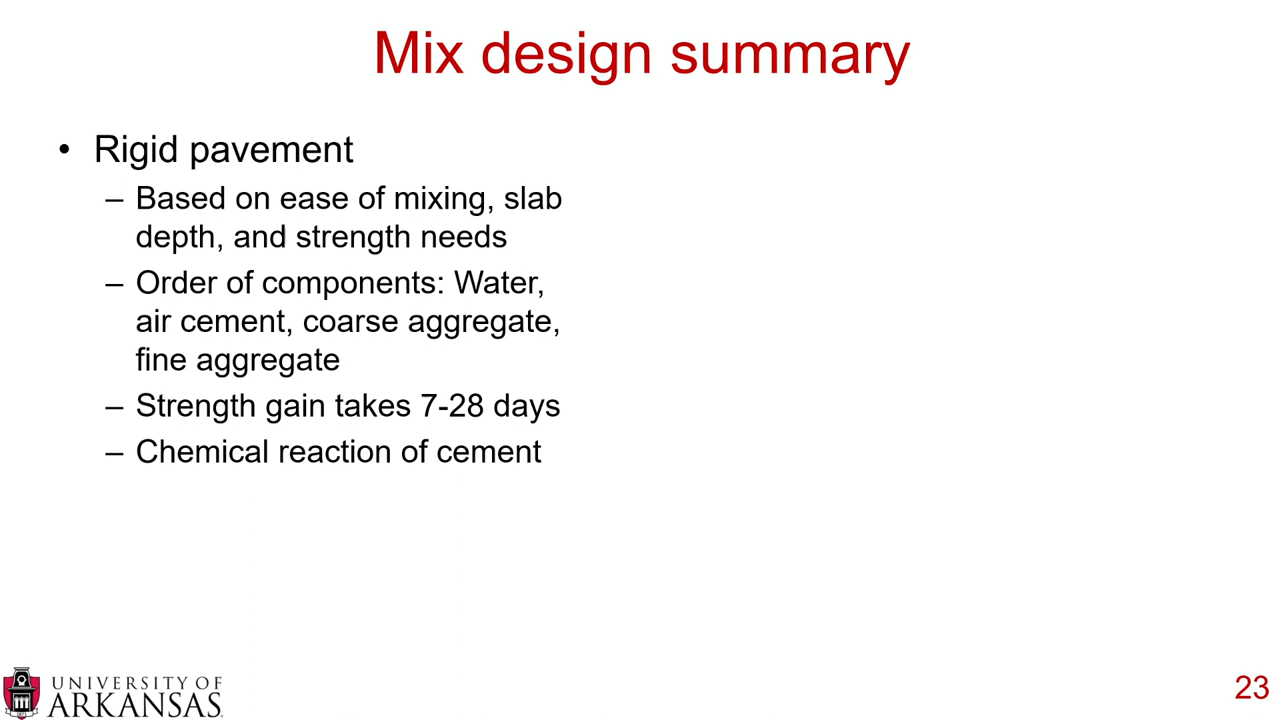 Mix design summary
• Rigid pavement
– Based on ease of mixing, slab
depth, and strength needs
– Order of components: Water,
air cement, coarse aggregate,
fine aggregate
– Strength gain takes 7-28 days
– Chemical reaction of cement
UNIVERSITY OF
ARKANSAS
23